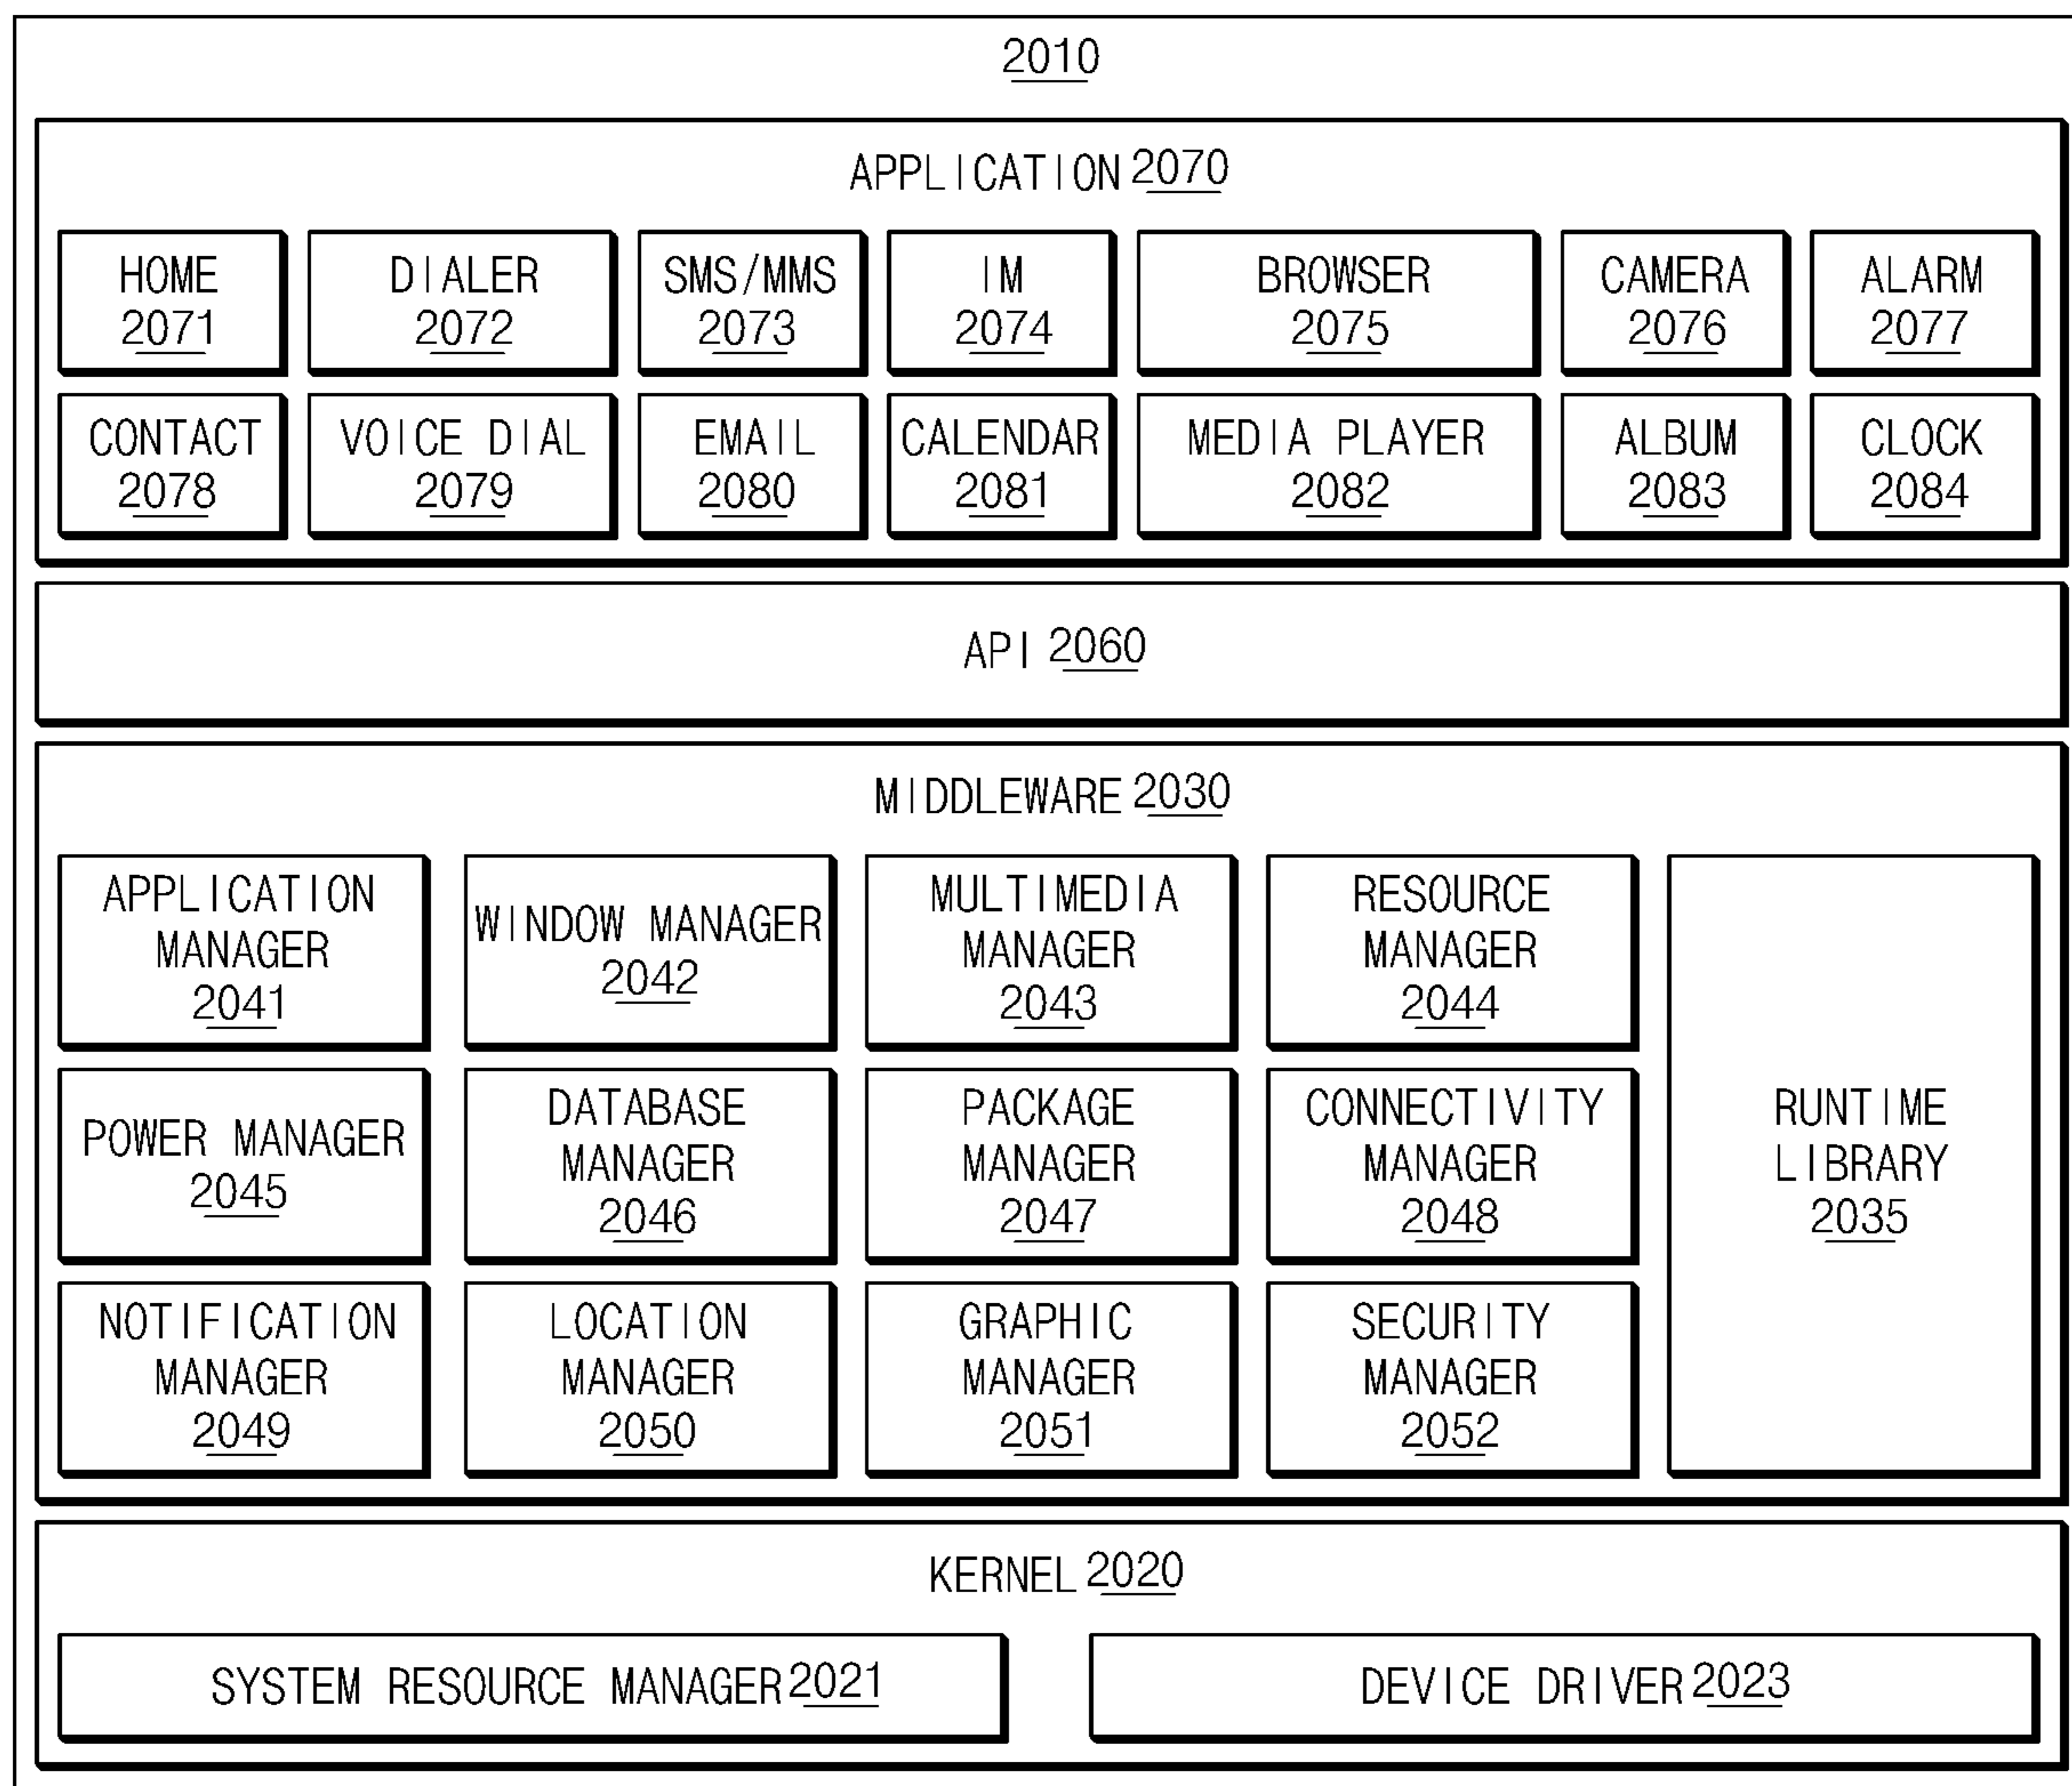 2010
APPLICATION 2070
HOME
2071
DIALER
2072
SMS/MMS
2073
IM
2074
BROWSER
2075
CAMERA
2076
ALARM
2077
CONTACT
2078
VOICE DIAL
2079
EMAIL
2080
CALENDAR
2081
MEDIA PLAYER
2082
ALBUM
2083
CLOCK
2084
API 2060
MIDDLEWARE 2030
APPLICATION
MANAGER
2041
WINDOW MANAGER
2042
MULTIMEDIA
MANAGER
2043
RESOURCE
MANAGER
2044
POWER MANAGER
2045
DATABASE
MANAGER
2046
PACKAGE
MANAGER
2047
CONNECTIVITY
MANAGER
2048
RUNTIME
LIBRARY
2035
NOTIFICATION
MANAGER
2049
LOCATION
MANAGER
2050
GRAPHIC
MANAGER
2051
SECURITY
MANAGER
2052
KERNEL 2020
SYSTEM RESOURCE MANAGER 2021
DEVICE DRIVER 2023